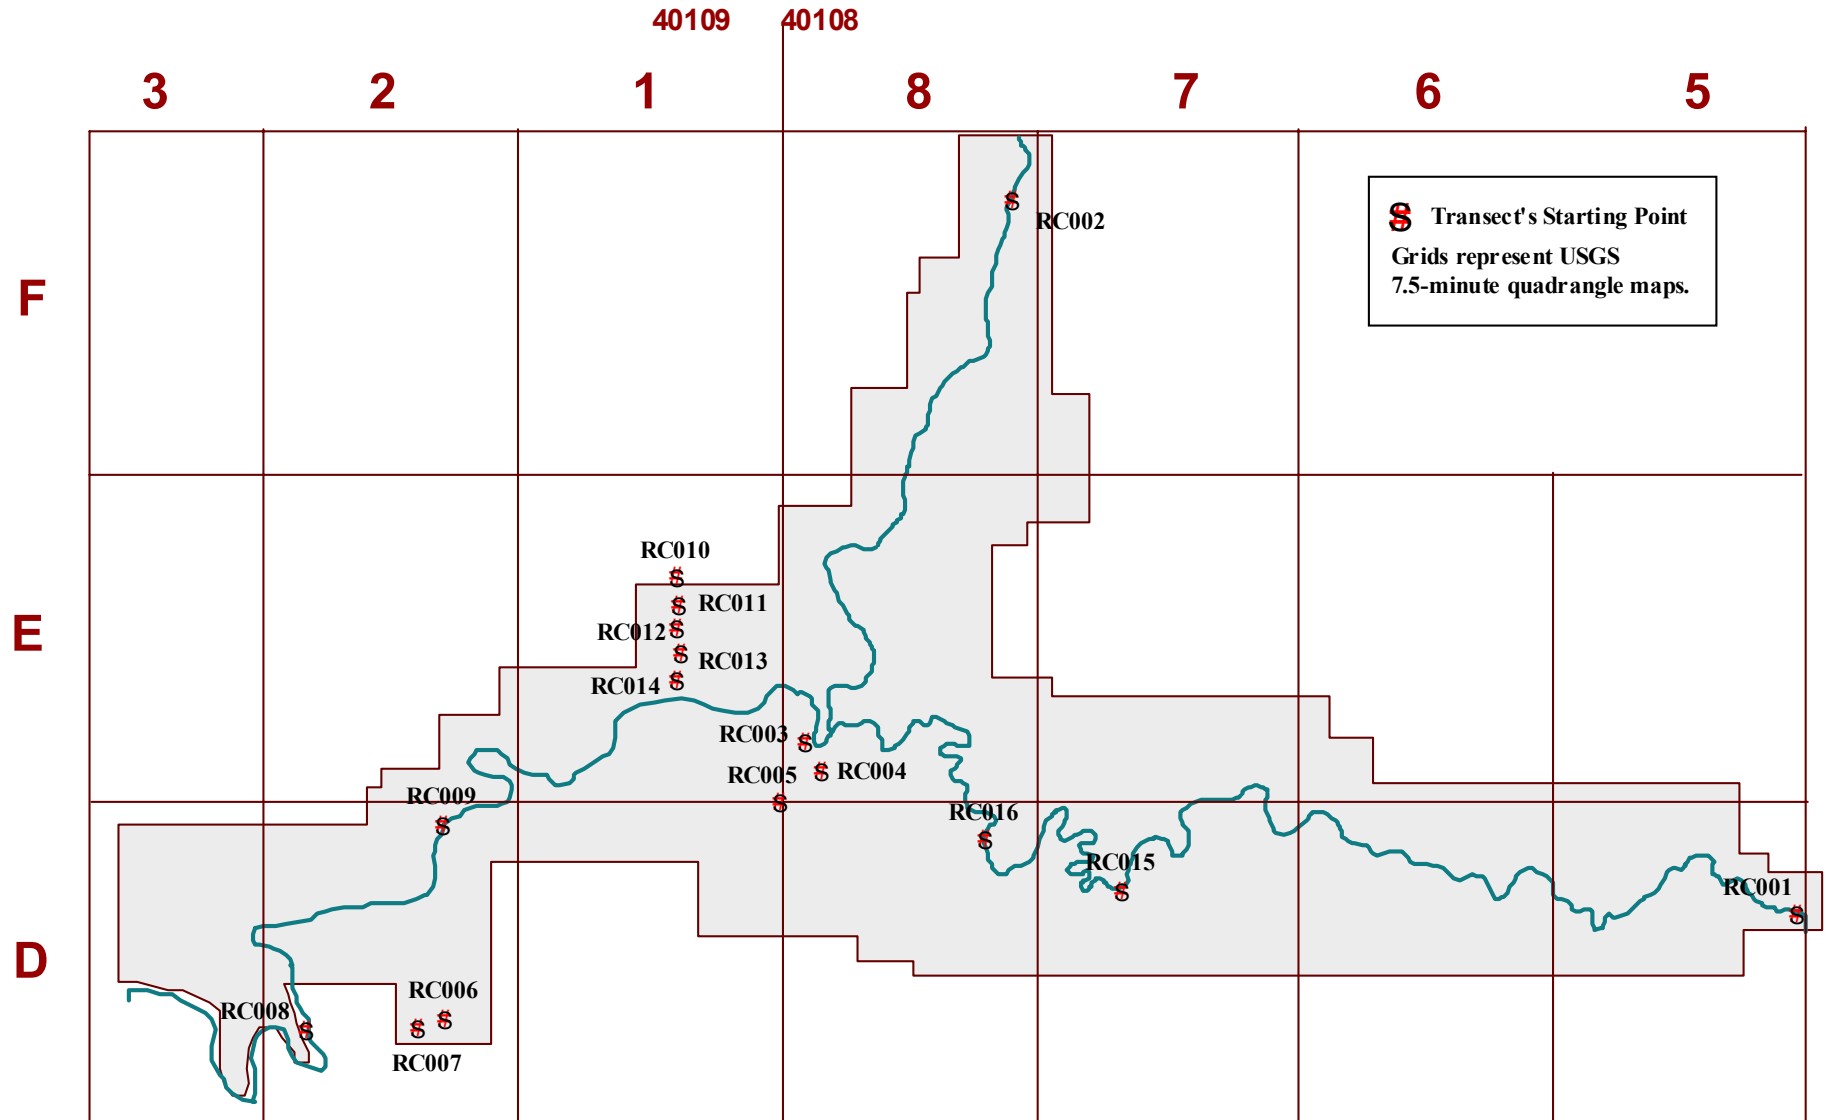 40109 40108
3 2 1 8 7 6 5
RC002
$ Transect's Starting Point
Grids represent USGS
7.5-minute quadrangle maps.
F
RC010
RC011
RC012
E
RC013
RC014
RC003
RC005
RC004
RC009
RC016
RC015
RC001
D
RC006
RC008
RC007